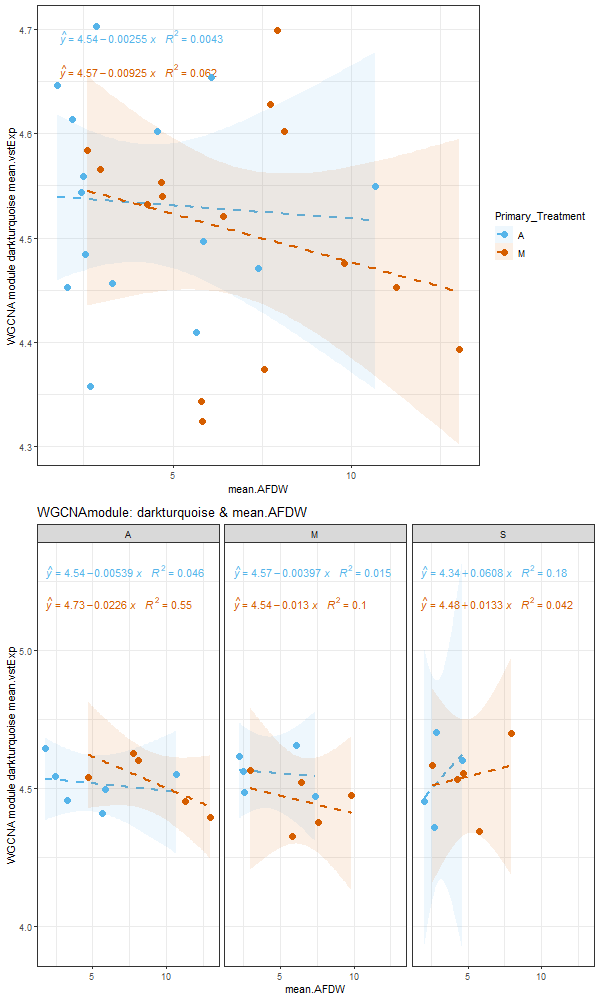 WGCNA module darkturquoise mean.vstExp
4.7
4.6
4.5
4.4
4.3
ŷ = 4.54 − 0.00255 x R² = 0.0043
ŷ = 4.57 − 0.00925 x R² = 0.062
5
10
mean.AFDW
Primary_Treatment
A
M
WGCNAmodule: darkturquoise & mean.AFDW
A
M
S
WGCNA module darkturquoise mean.vstExp
5.0
4.5
4.0
ŷ = 4.54 − 0.00539 x R² = 0.046
ŷ = 4.73 − 0.0226 x R² = 0.55
ŷ = 4.57 − 0.00397 x R² = 0.015
ŷ = 4.54 − 0.013 x R² = 0.1
ŷ = 4.34 + 0.0608 x R² = 0.18
ŷ = 4.48 + 0.0133 x R² = 0.042
5
10
5
10
5
10
mean.AFDW